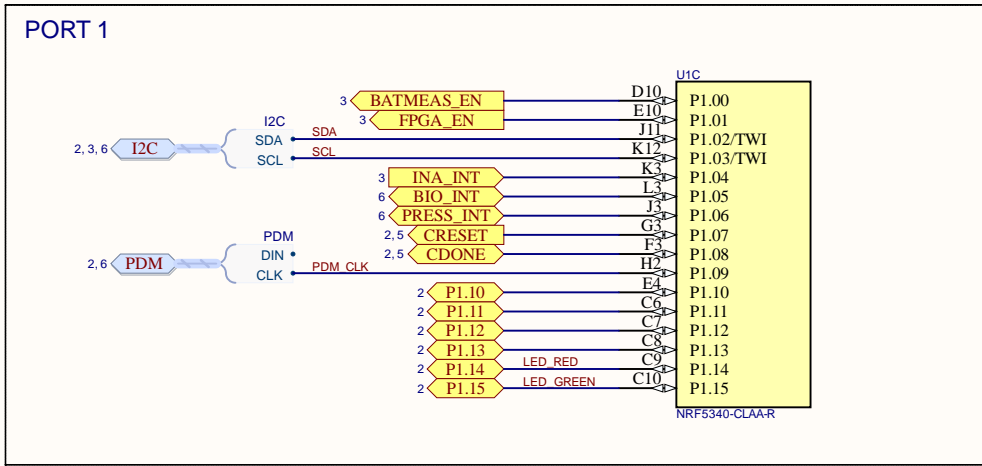 PORT 1
U1C
3 BATMEAS_EN D10 P1.00
3 FPGA_EN E10 P1.01
I2C
SDA SDA J11 P1.02/TWI
2, 3, 6 I2C
SCL SCL K12 P1.03/TWI
3 INA_INT K3 P1.04
6 BIO_INT L3 P1.05
6 PRESS_INT J3 P1.06
2, 5 CRESET G3 P1.07
PDM
DIN
2, 5 CDONE F3 P1.08
2, 6 PDM
CLK PDM_CLK H2 P1.09
2 P1.10 E4 P1.10
2 P1.11 C6 P1.11
2 P1.12 C7 P1.12
2 P1.13 C8 P1.13
2 P1.14 LED_RED C9 P1.14
2 P1.15 LED_GREEN C10 P1.15
NRF5340-CLAA-R